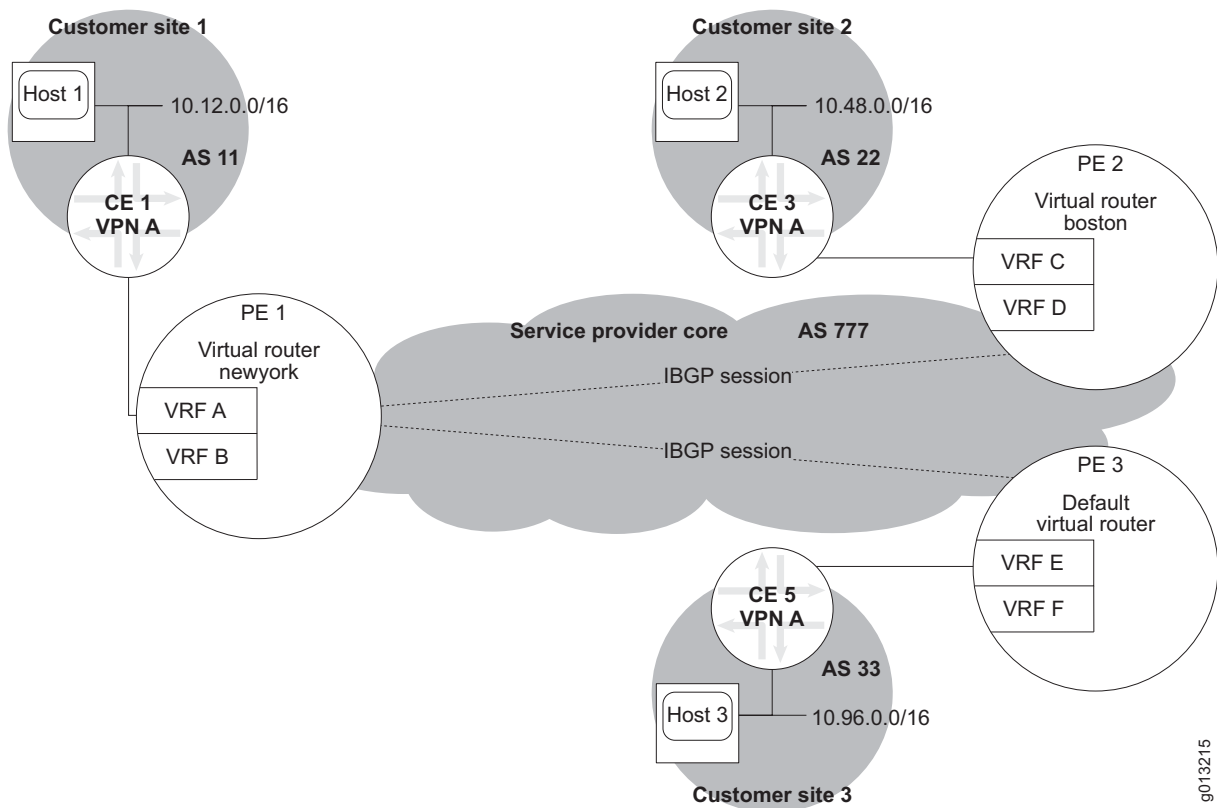 Customer site 1
Host 1
10.12.0.0/16
AS 11
CE 1
VPN A
Customer site 2
Host 2
10.48.0.0/16
AS 22
CE 3
VPN A
PE 2
Virtual router
boston
VRF C
VRF D
PE 1
Virtual router
newyork
VRF A
VRF B
Service provider core
AS 777
IBGP session
IBGP session
PE 3
Default
virtual router
VRF E
VRF F
CE 5
VPN A
AS 33
Host 3
10.96.0.0/16
Customer site 3
g013215